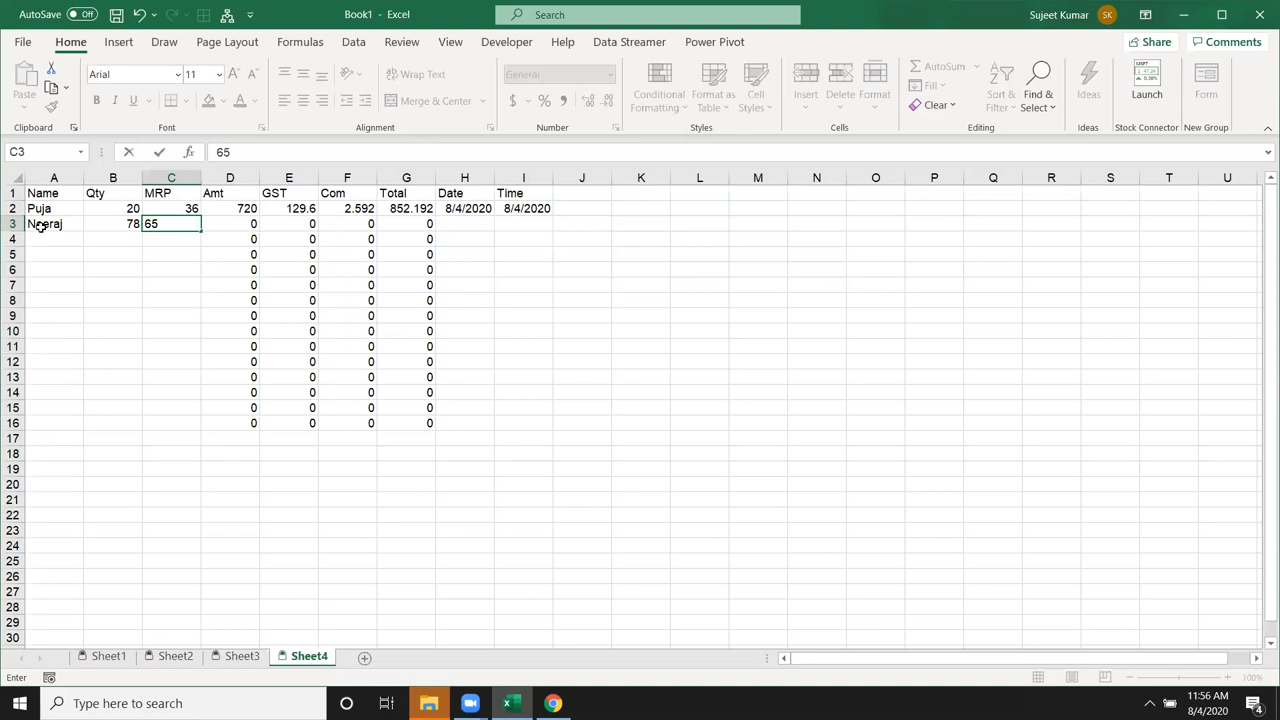 AutoSave Off Book1 - Excel Search Sujeet Kumar SK
File Home Insert Draw Page Layout Formulas Data Review View Developer Help Data Streamer Power Pivot Share Comments
Paste Arial 11 A A Wrap Text General Conditional Formatting Format as Table Cell Styles Insert Delete Format AutoSum Fill Clear Sort & Filter Find & Select Ideas Launch Form
B I U A Merge & Center $ % ,
Clipboard Font Alignment Number Styles Cells Editing Ideas Stock Connector New Group
C3 fx 65
A B C D E F G H I J K L M N O P Q R S T U
1 Name Qty MRP Amt GST Com Total Date Time
2 Puja 20 36 720 129.6 2.592 852.192 8/4/2020 8/4/2020
3 Neeraj 78 65 0 0 0 0
4 0 0 0 0
5 0 0 0 0
6 0 0 0 0
7 0 0 0 0
8 0 0 0 0
9 0 0 0 0
10 0 0 0 0
11 0 0 0 0
12 0 0 0 0
13 0 0 0 0
14 0 0 0 0
15 0 0 0 0
16 0 0 0 0
17
18
19
20
21
22
23
24
25
26
27
28
29
30
Sheet1 Sheet2 Sheet3 Sheet4
Enter 100%
Type here to search 11:56 AM
8/4/2020 4